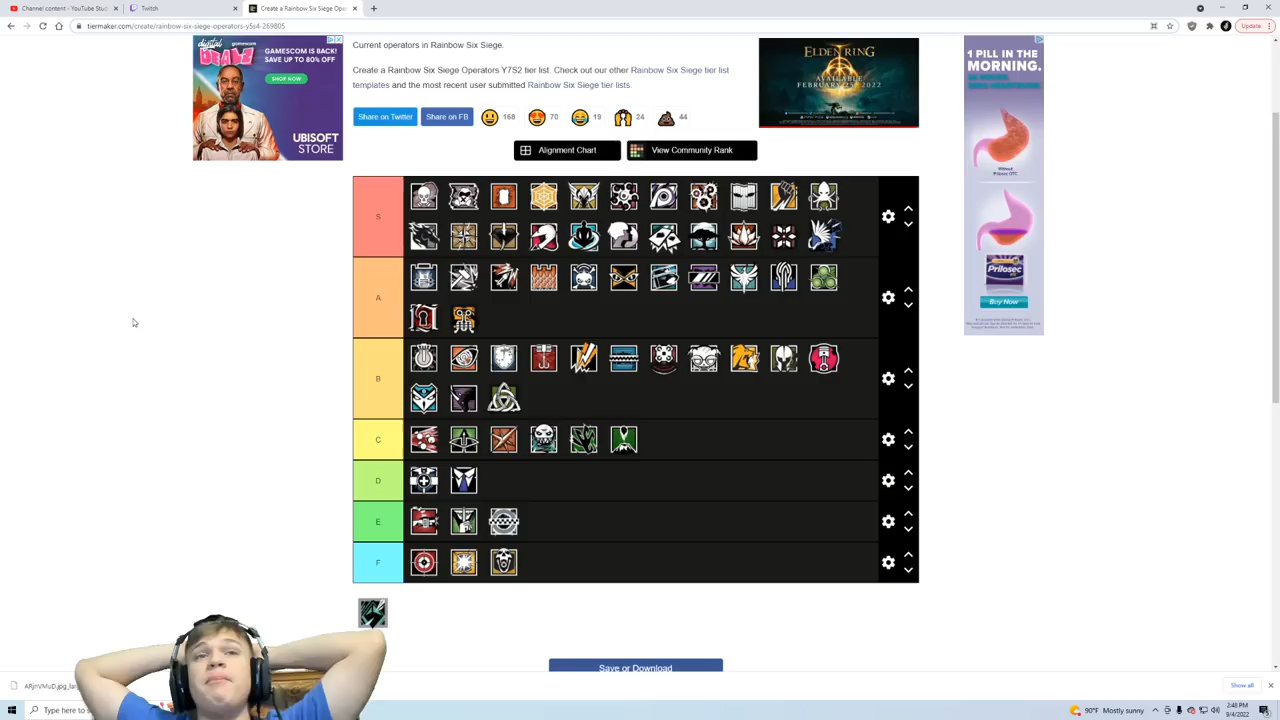 Channel content - YouTube Stud
Twitch
Create a Rainbow Six Siege Oper
tiermaker.com/create/rainbow-six-siege-operators-y5s4-269805
Update
digital
DEALS
gamescom
GAMESCOM IS BACK!
SAVE UP TO 80% OFF
SHOP NOW
UBISOFT
STORE
Current operators in Rainbow Six Siege.
Create a Rainbow Six Siege Operators Y7S2 tier list. Check out our other Rainbow Six Siege tier list
templates and the most recent user submitted Rainbow Six Siege tier lists.
Share on Twitter
Share on FB
168
70
19
24
44
ELDEN RING
AVAILABLE
FEBRUARY 25, 2022
1 PILL IN THE
MORNING.
Without
Prilosec OTC
Prilosec
Buy Now
Alignment Chart
View Community Rank
S
A
B
C
D
E
F
Save or Download
Show all
Type here to
90°F Mostly sunny
2:48 PM
9/4/2022